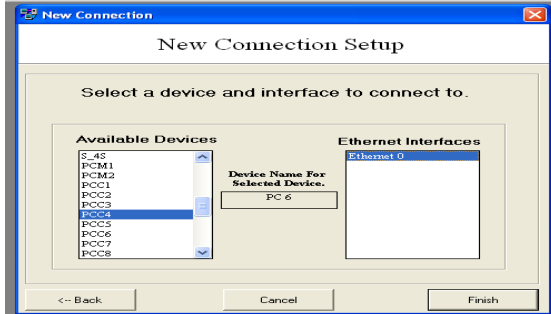 New Connection
New Connection Setup
Select a device and interface to connect to.
Available Devices
S_4S
PCM1
PCM2
PCC1
PCC2
PCC3
PCC4
PCC5
PCC6
PCC7
PCC8
Device Name For
Selected Device.
PC 6
Ethernet Interfaces
Ethernet 0
<-- Back
Cancel
Finish